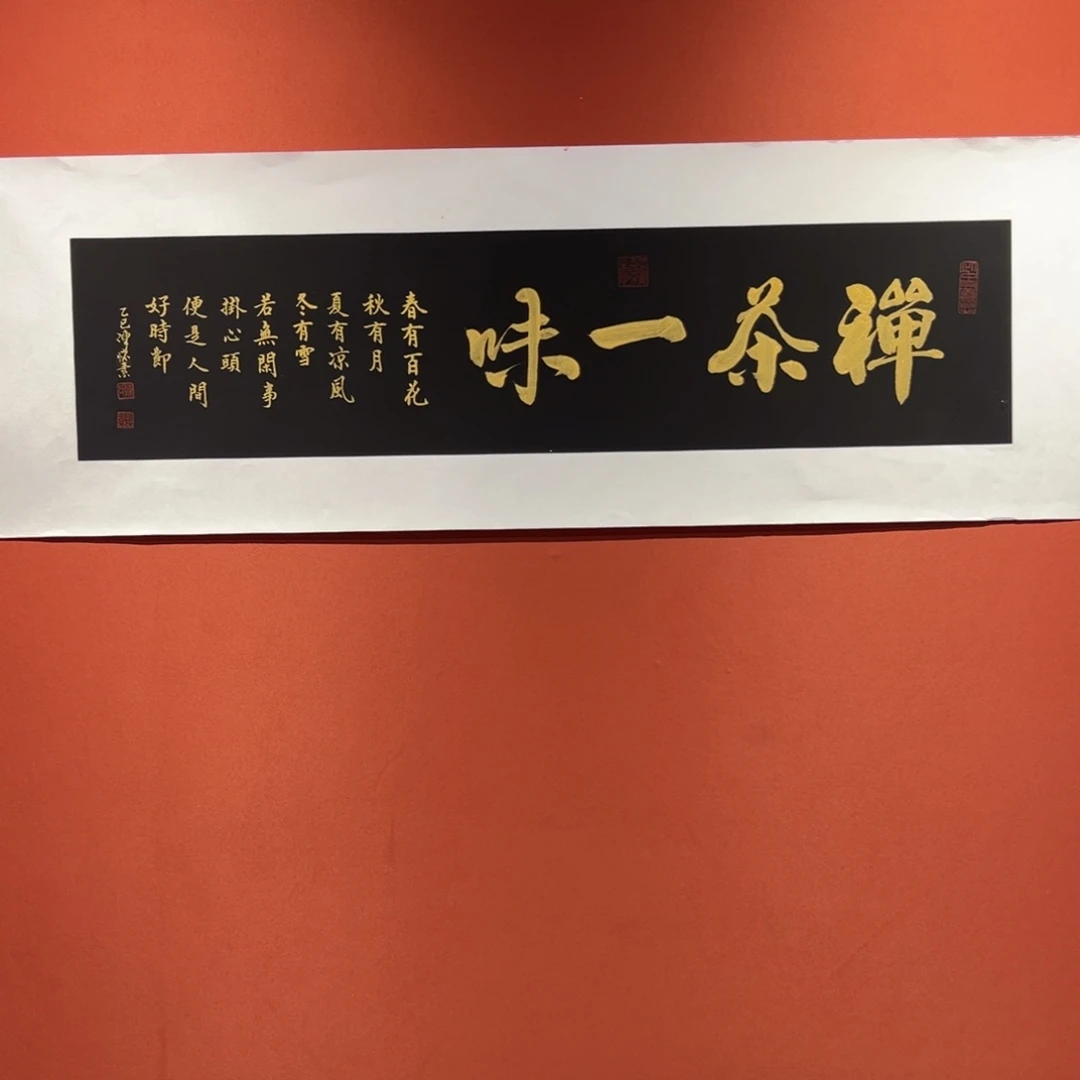 禪茶一味
春有百花
秋有月
夏有凉風
冬有雪
若無閑事
掛心頭
便是人間
好時節
乙巳